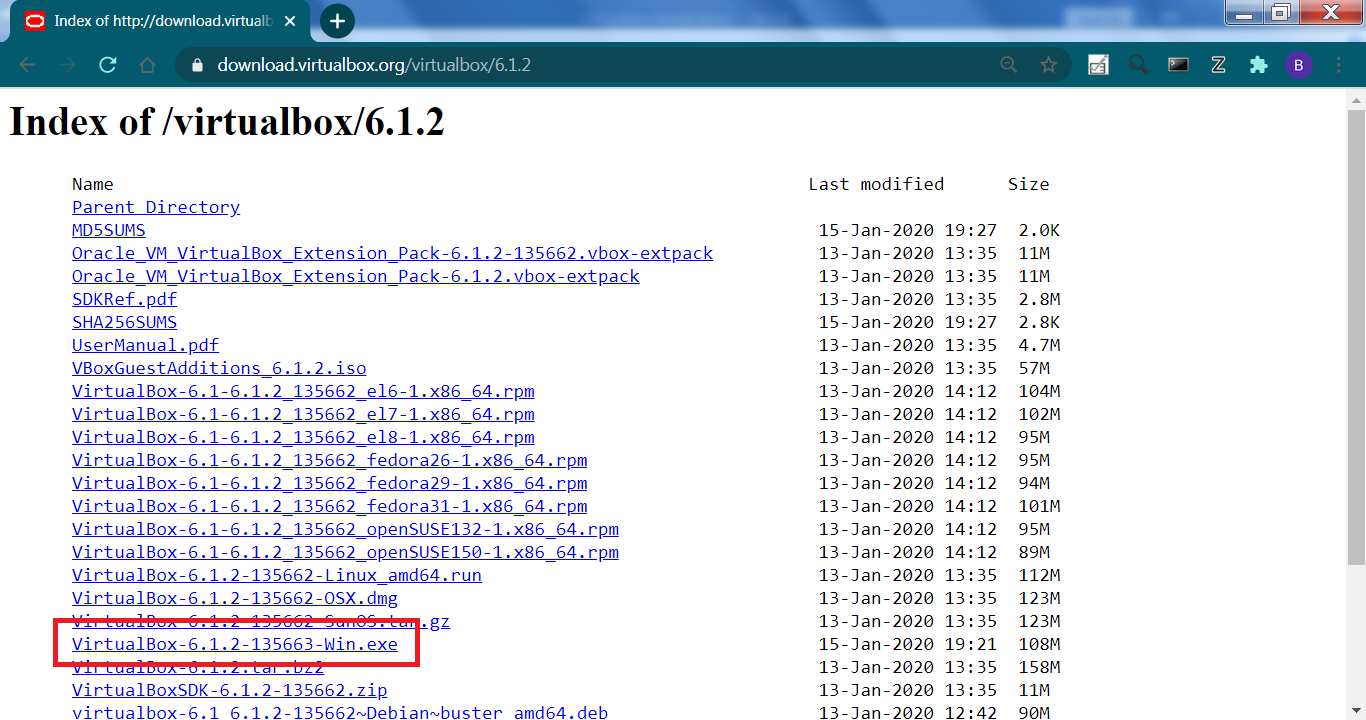 Index of http://download.virtualb
download.virtualbox.org/virtualbox/6.1.2
Z
B
Index of /virtualbox/6.1.2
Name Last modified Size
Parent Directory
MD5SUMS 15-Jan-2020 19:27 2.0K
Oracle_VM_VirtualBox_Extension_Pack-6.1.2-135662.vbox-extpack 13-Jan-2020 13:35 11M
Oracle_VM_VirtualBox_Extension_Pack-6.1.2.vbox-extpack 13-Jan-2020 13:35 11M
SDKRef.pdf 13-Jan-2020 13:35 2.8M
SHA256SUMS 15-Jan-2020 19:27 2.8K
UserManual.pdf 13-Jan-2020 13:35 4.7M
VBoxGuestAdditions_6.1.2.iso 13-Jan-2020 13:35 57M
VirtualBox-6.1-6.1.2_135662_el6-1.x86_64.rpm 13-Jan-2020 14:12 104M
VirtualBox-6.1-6.1.2_135662_el7-1.x86_64.rpm 13-Jan-2020 14:12 102M
VirtualBox-6.1-6.1.2_135662_el8-1.x86_64.rpm 13-Jan-2020 14:12 95M
VirtualBox-6.1-6.1.2_135662_fedora26-1.x86_64.rpm 13-Jan-2020 14:12 95M
VirtualBox-6.1-6.1.2_135662_fedora29-1.x86_64.rpm 13-Jan-2020 14:12 94M
VirtualBox-6.1-6.1.2_135662_fedora31-1.x86_64.rpm 13-Jan-2020 14:12 101M
VirtualBox-6.1-6.1.2_135662_openSUSE132-1.x86_64.rpm 13-Jan-2020 14:12 95M
VirtualBox-6.1-6.1.2_135662_openSUSE150-1.x86_64.rpm 13-Jan-2020 14:12 89M
VirtualBox-6.1.2-135662-Linux_amd64.run 13-Jan-2020 13:35 112M
VirtualBox-6.1.2-135662-OSX.dmg 13-Jan-2020 13:35 123M
VirtualBox-6.1.2-135662-SunOS.tar.gz 13-Jan-2020 13:35 123M
VirtualBox-6.1.2-135663-Win.exe 15-Jan-2020 19:21 108M
VirtualBox-6.1.2.tar.bz2 13-Jan-2020 13:35 158M
VirtualBoxSDK-6.1.2-135662.zip 13-Jan-2020 13:35 11M
virtualbox-6.1_6.1.2-135662~Debian~buster_amd64.deb 13-Jan-2020 12:42 90M